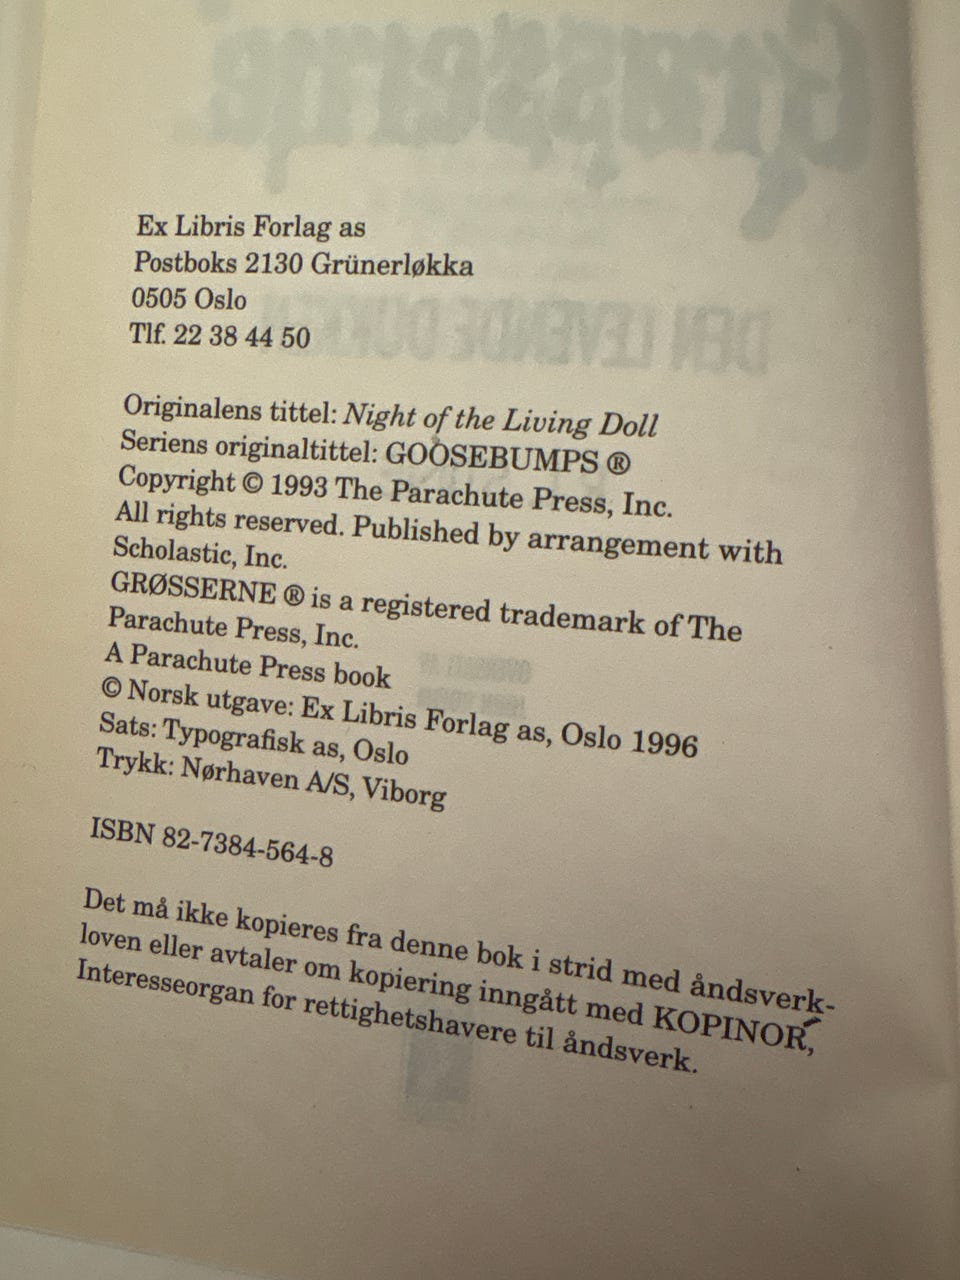 Ex Libris Forlag as
Postboks 2130 Grünerløkka
0505 Oslo
Tlf. 22 38 44 50
Originalens tittel: Night of the Living Doll
Seriens originaltittel: GOOSEBUMPS ®
Copyright © 1993 The Parachute Press, Inc.
All rights reserved. Published by arrangement with
Scholastic, Inc.
GRØSSERNE ® is a registered trademark of The
Parachute Press, Inc.
A Parachute Press book
© Norsk utgave: Ex Libris Forlag as, Oslo 1996
Sats: Typografisk as, Oslo
Trykk: Nørhaven A/S, Viborg
ISBN 82-7384-564-8
Det må ikke kopieres fra denne bok i strid med åndsverk-
loven eller avtaler om kopiering inngått med KOPINOR,
Interesseorgan for rettighetshavere til åndsverk.